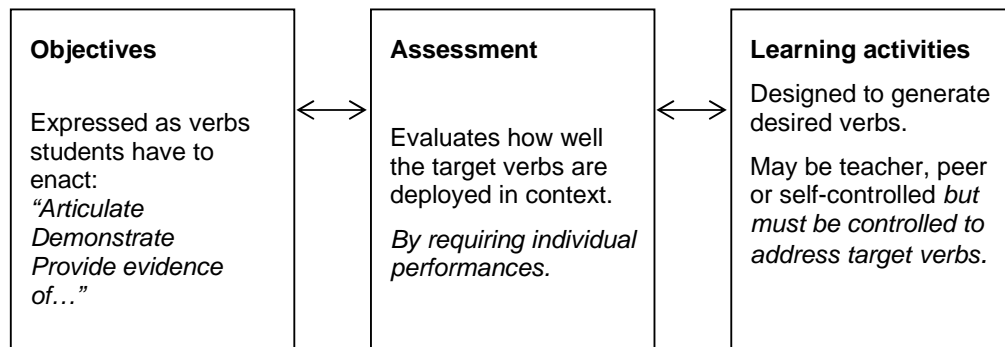 Objectives
Expressed as verbs
students have to
enact:
“Articulate
Demonstrate
Provide evidence
of…”
Assessment
Evaluates how well
the target verbs are
deployed in context.
By requiring individual
performances.
Learning activities
Designed to generate
desired verbs.
May be teacher, peer
or self-controlled but
must be controlled to
address target verbs.